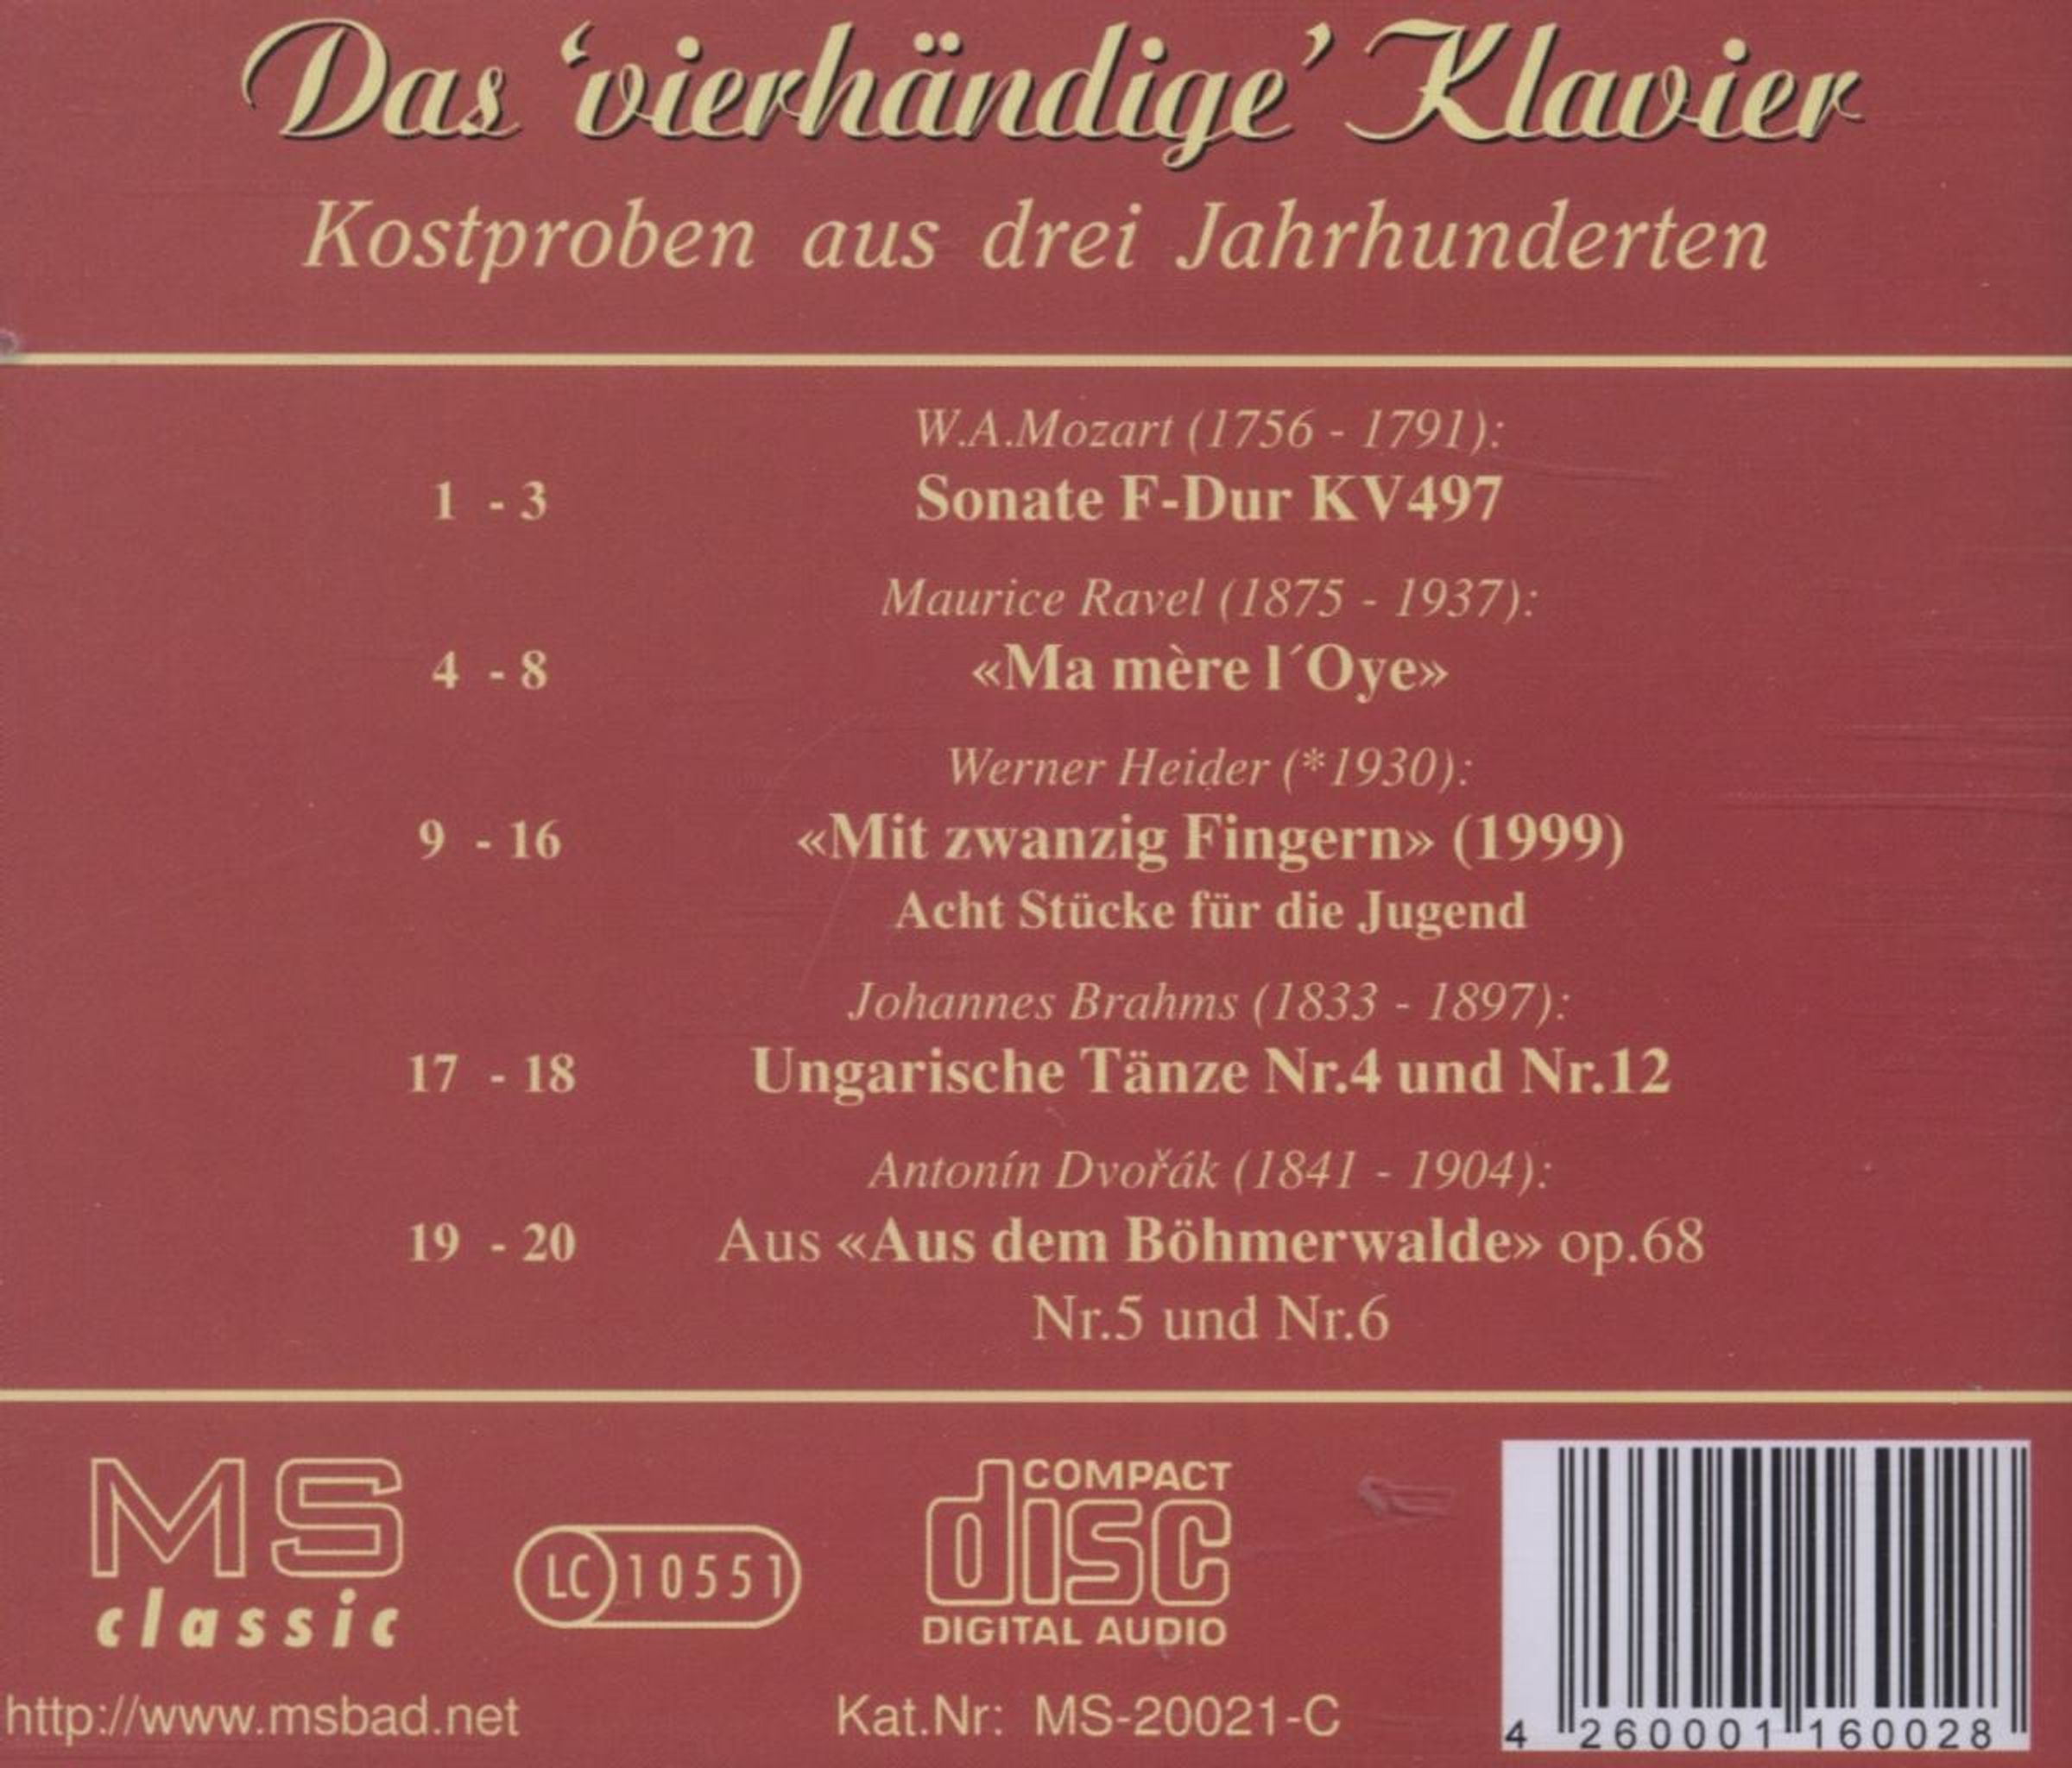 Das ‘vierhändige’ Klavier
Kostproben aus drei Jahrhunderten
W.A.Mozart (1756 - 1791):
1 - 3 Sonate F-Dur KV497
Maurice Ravel (1875 - 1937):
4 - 8 «Ma mère l´Oye»
Werner Heider (*1930):
9 - 16 «Mit zwanzig Fingern» (1999)
Acht Stücke für die Jugend
Johannes Brahms (1833 - 1897):
17 - 18 Ungarische Tänze Nr.4 und Nr.12
Antonín Dvořák (1841 - 1904):
19 - 20 Aus «Aus dem Böhmerwalde» op.68
Nr.5 und Nr.6
MS
classic
LC 10551
COMPACT
disc
DIGITAL AUDIO
http://www.msbad.net
Kat.Nr: MS-20021-C
4 260001 160028